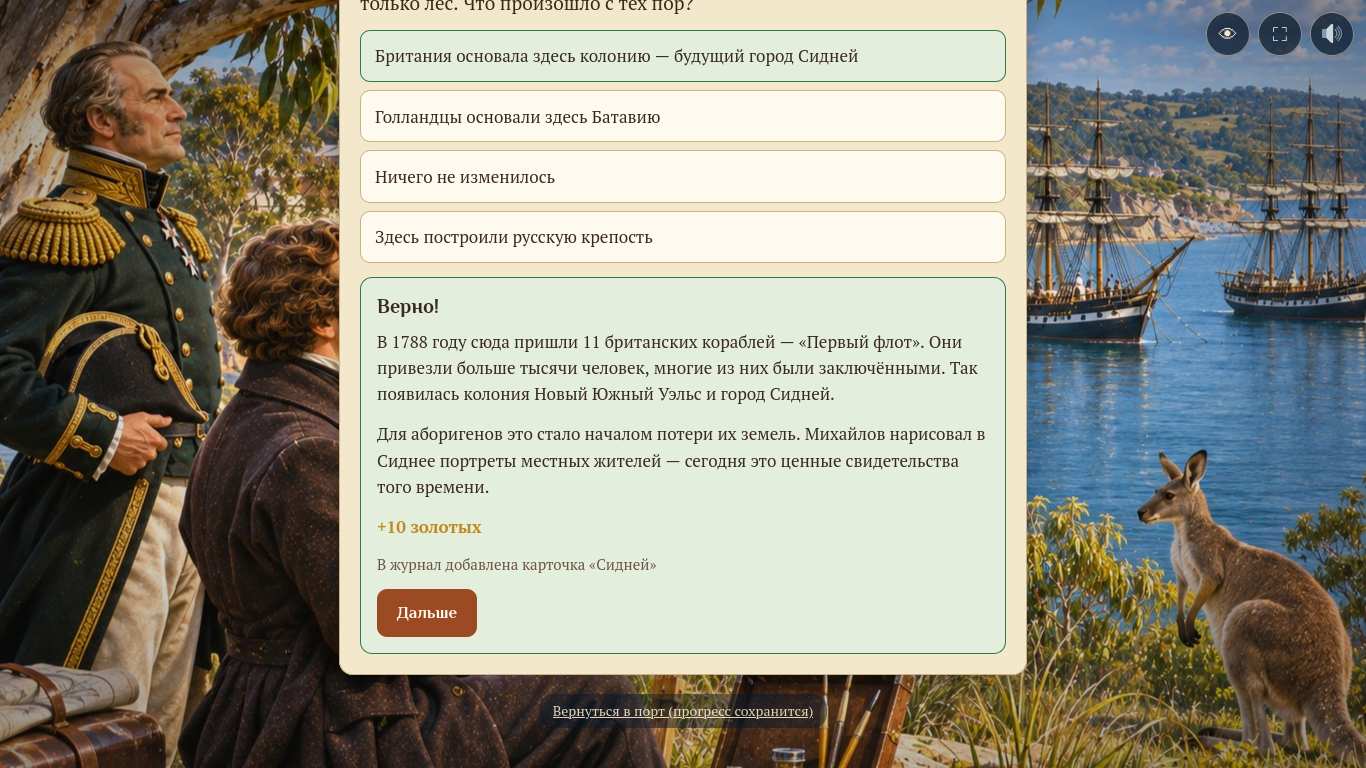 только лес. Что произошло с тех пор?
Британия основала здесь колонию — будущий город Сидней
Голландцы основали здесь Батавию
Ничего не изменилось
Здесь построили русскую крепость
Верно!
В 1788 году сюда пришли 11 британских кораблей — «Первый флот». Они
привезли больше тысячи человек, многие из них были заключёнными. Так
появилась колония Новый Южный Уэльс и город Сидней.
Для аборигенов это стало началом потери их земель. Михайлов нарисовал в
Сиднее портреты местных жителей — сегодня это ценные свидетельства
того времени.
+10 золотых
В журнал добавлена карточка «Сидней»
Дальше
Вернуться в порт (прогресс сохранится)